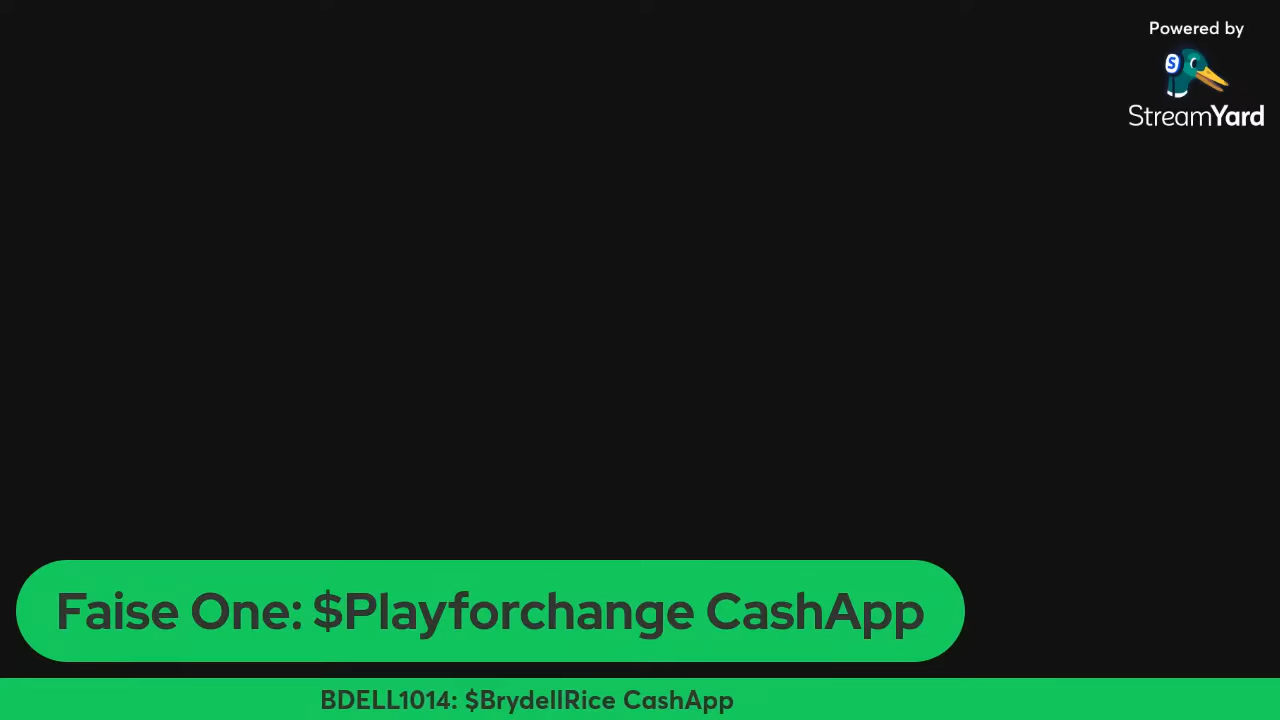 Powered by
S
StreamYard
Faise One: $Playforchange CashApp
BDELL1014: $BrydellRice CashApp